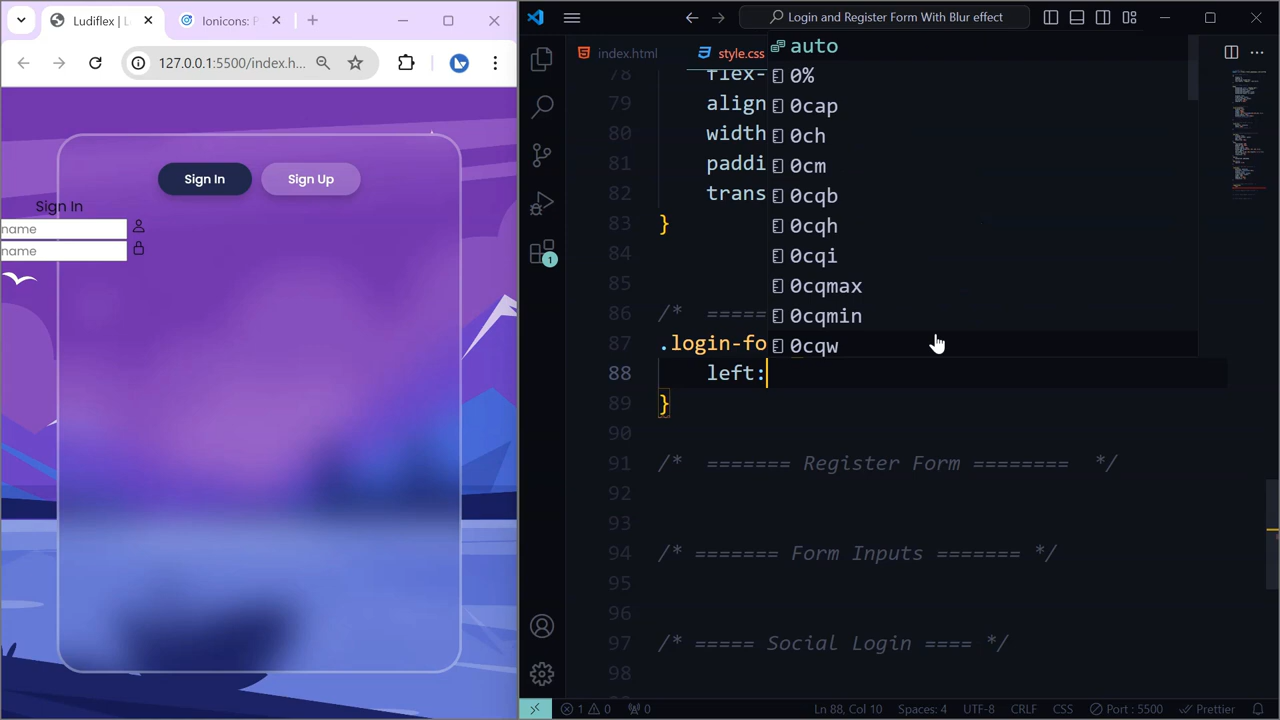 Ludiflex | L
Ionicons: P
127.0.0.1:5500/index.h...
Sign In
Sign Up
Sign In
name
name
Login and Register Form With Blur effect
index.html
style.css
78
flex-
79
align
80
width
81
paddi
82
trans
83
}
84
85
86
/* =====
87
.login-fo
88
left:
89
}
90
91
/* ======= Register Form ======== */
92
93
94
/* ======= Form Inputs ======= */
95
96
97
/* ===== Social Login ==== */
98
auto
0%
0cap
0ch
0cm
0cqb
0cqh
0cqi
0cqmax
0cqmin
0cqw
1
1 0
0
Ln 88, Col 10
Spaces: 4
UTF-8
CRLF
CSS
Port : 5500
Prettier